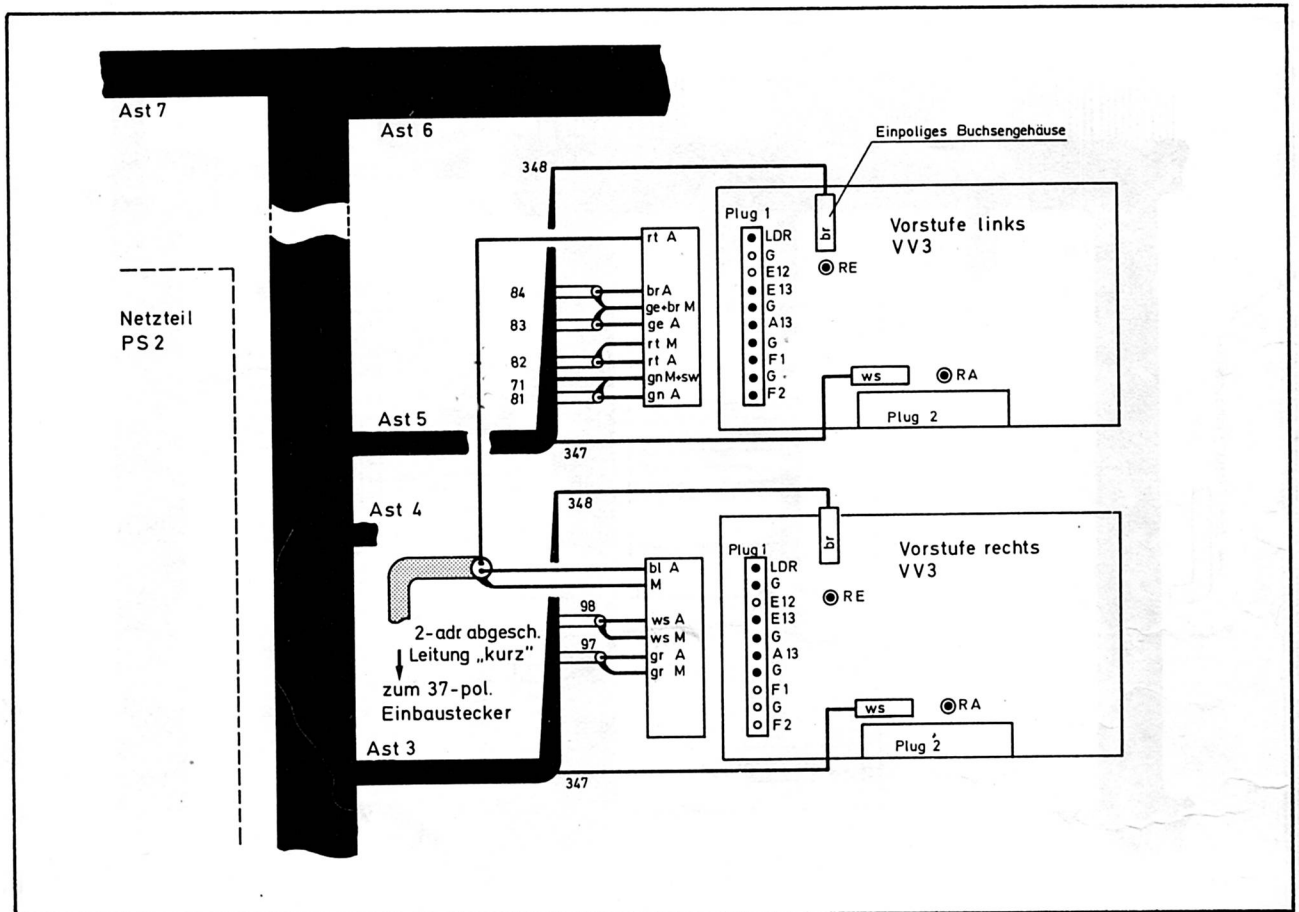 Ast 7
Ast 6
Einpoliges Buchsengehäuse
348
Plug 1
br
Vorstufe links
VV3
rt A
LDR
G
E12
RE
84
br A
E13
ge+br M
G
Netzteil
PS 2
83
ge A
A13
rt M
G
82
rt A
F1
71
gn M+sw
G
81
gn A
F2
ws
RA
Plug 2
Ast 5
347
348
Ast 4
Plug 1
br
Vorstufe rechts
VV3
bl A
LDR
M
G
E12
RE
98
ws A
E13
ws M
G
97
gr A
A13
gr M
G
2-adr abgesch.
Leitung „kurz"
zum 37-pol.
Einbaustecker
F1
G
F2
ws
RA
Plug 2
Ast 3
347